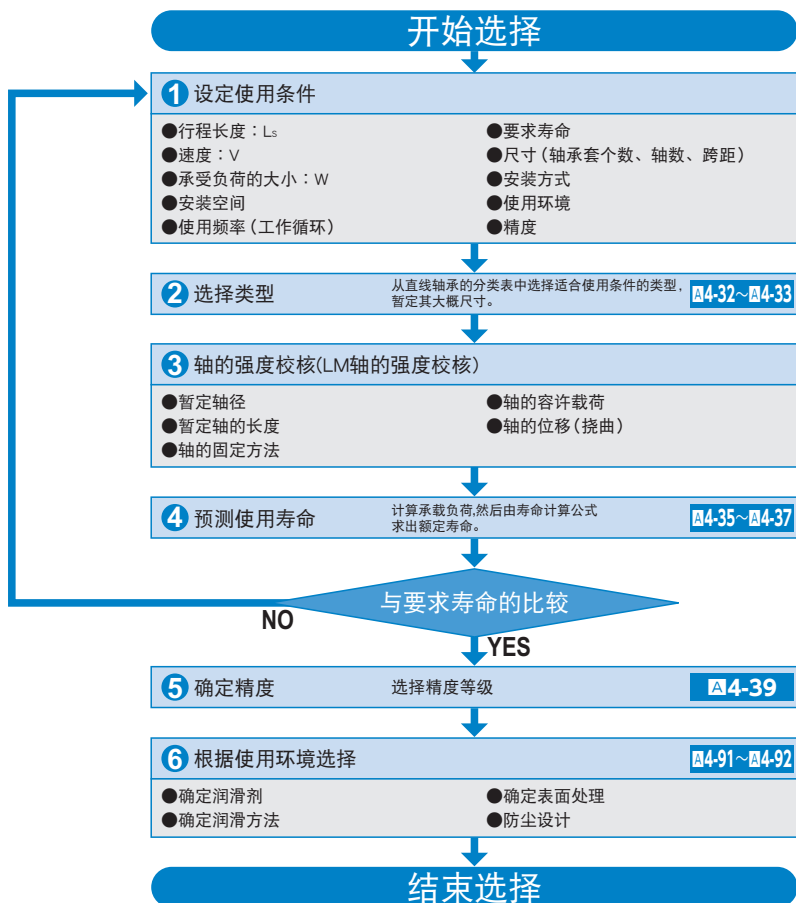 开始选择
1 设定使用条件
●行程长度：Ls
●速度：V
●承受负荷的大小：W
●安装空间
●使用频率（工作循环）
●要求寿命
●尺寸（轴承套个数、轴数、跨距）
●安装方式
●使用环境
●精度
2 选择类型
从直线轴承的分类表中选择适合使用条件的类型,
暂定其大概尺寸。
A4-32～A4-33
3 轴的强度校核(LM轴的强度校核)
●暂定轴径
●暂定轴的长度
●轴的固定方法
●轴的容许载荷
●轴的位移（挠曲）
4 预测使用寿命
计算承载负荷,然后由寿命计算公式
求出额定寿命。
A4-35～A4-37
与要求寿命的比较
NO
YES
5 确定精度
选择精度等级
A4-39
6 根据使用环境选择
A4-91～A4-92
●确定润滑剂
●确定润滑方法
●确定表面处理
●防尘设计
结束选择